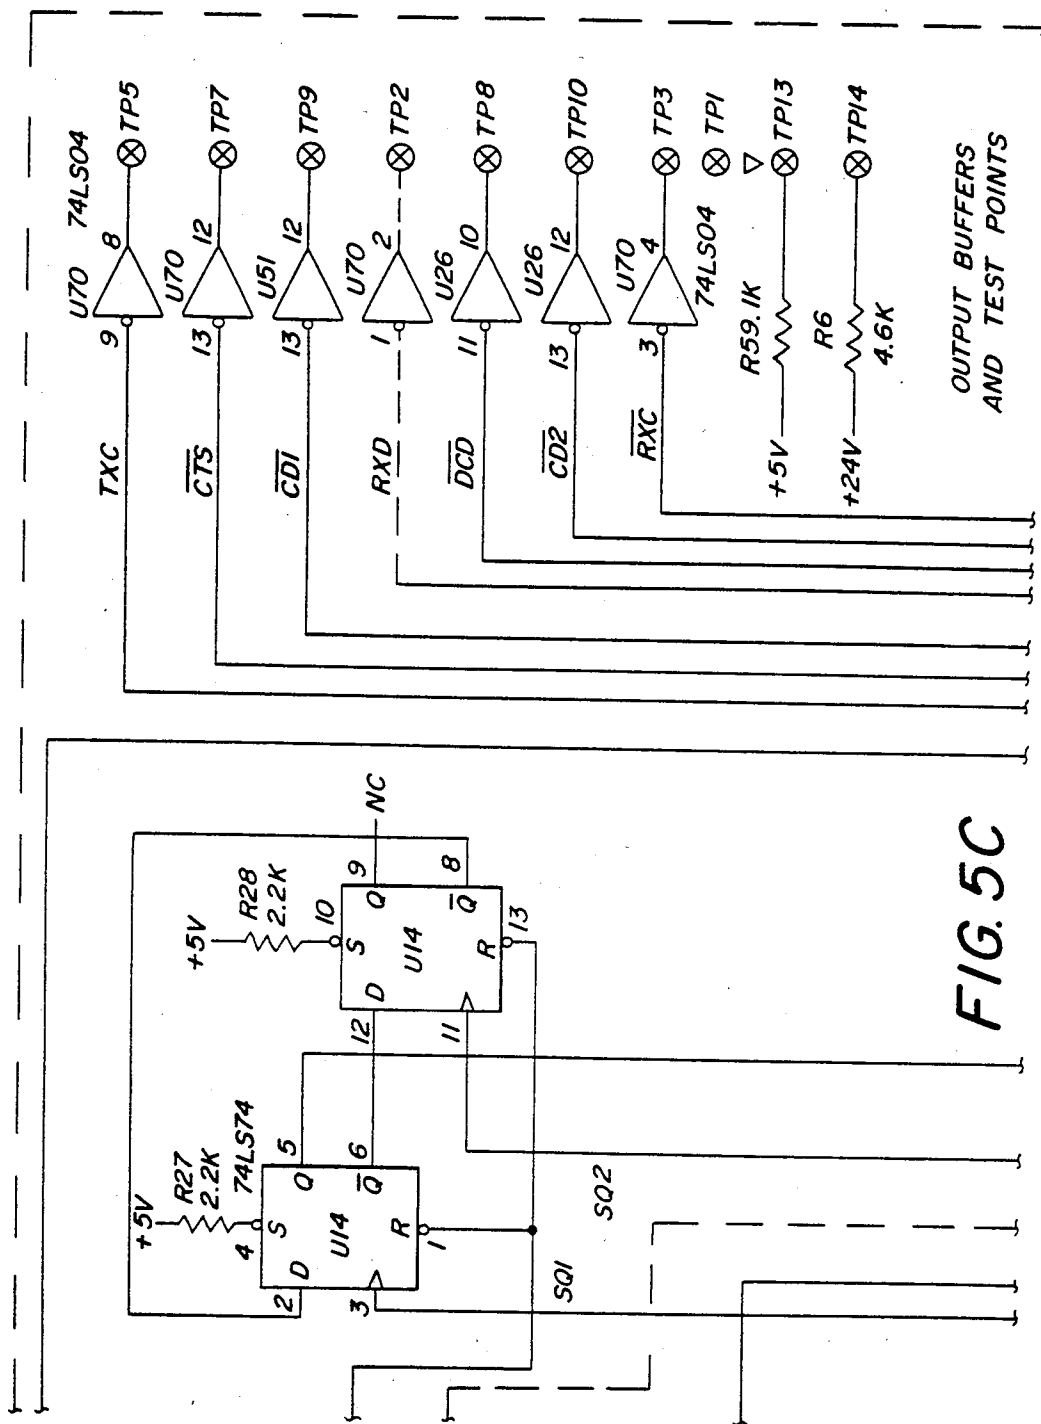 TXC 9 U70 8 74LS04 TP5
CTS 13 U70 12 TP7
CD1 13 U51 12 TP9
RXD 1 U70 2 TP2
DCD 11 U26 10 TP8
CD2 13 U26 12 TP10
RXC 3 U70 4 74LS04 TP3
TP1
+5V R59.1K TP13
+24V R6 4.6K TP14
OUTPUT BUFFERS
AND TEST POINTS
+5V
R27
2.2K
74LS74
4
S
2 D Q 5
U14
3 Q 6
R
1
+5V
R28
2.2K
10
S
12 D Q 9 NC
U14
11 Q 8
R
13
SQ1
SQ2
FIG. 5C